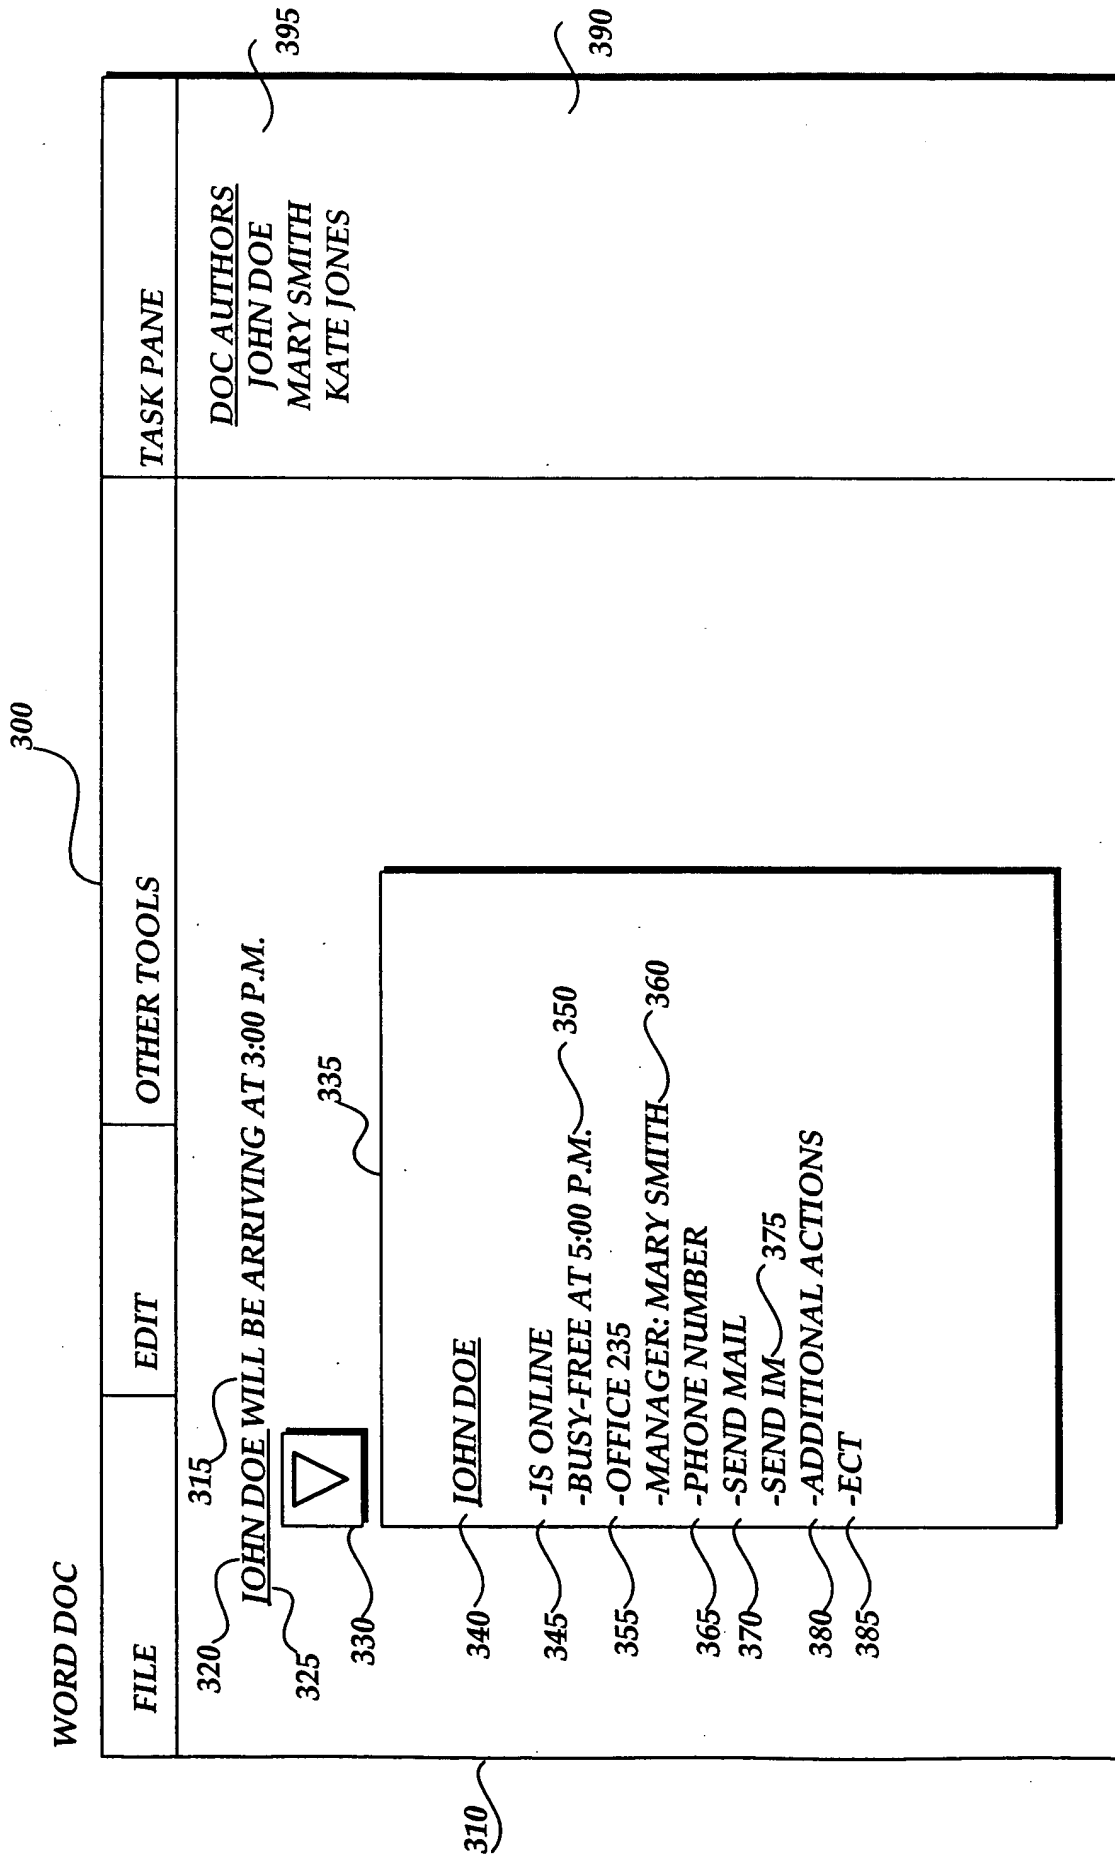 300
WORD DOC
FILE EDIT OTHER TOOLS TASK PANE
315
320 JOHN DOE WILL BE ARRIVING AT 3:00 P.M.
325
330
335
DOC AUTHORS
JOHN DOE
MARY SMITH
KATE JONES
395
340 JOHN DOE
345 -IS ONLINE
-BUSY-FREE AT 5:00 P.M. 350
355 -OFFICE 235
-MANAGER: MARY SMITH 360
365 -PHONE NUMBER
370 -SEND MAIL
-SEND IM 375
380 -ADDITIONAL ACTIONS
385 -ECT
310
390